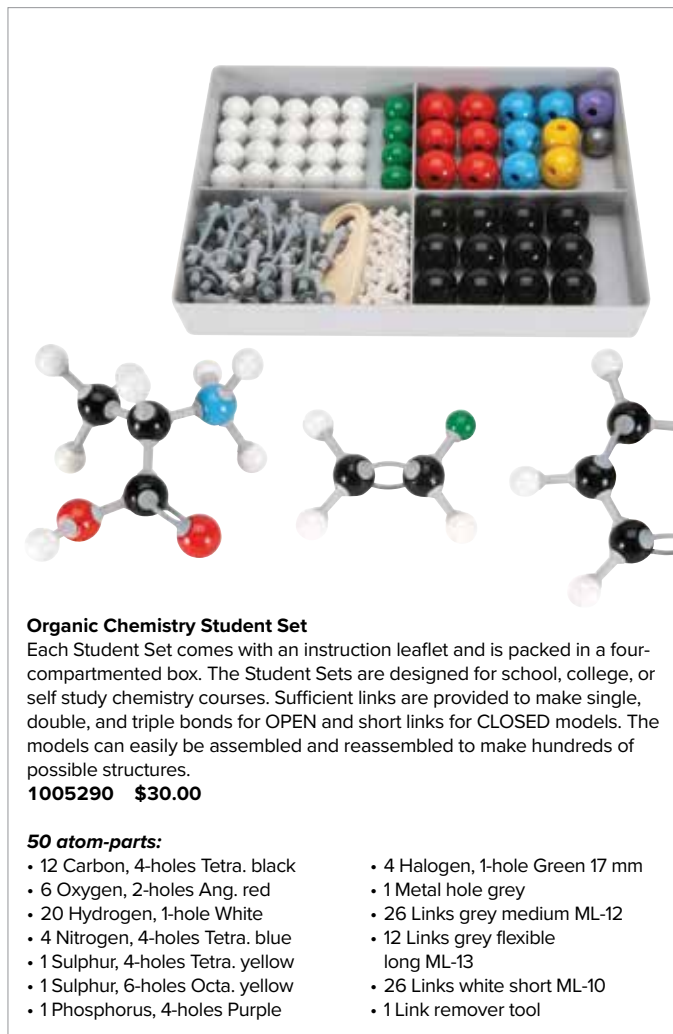 Organic Chemistry Student Set
Each Student Set comes with an instruction leaflet and is packed in a four-
compartmented box. The Student Sets are designed for school, college, or
self study chemistry courses. Sufficient links are provided to make single,
double, and triple bonds for OPEN and short links for CLOSED models. The
models can easily be assembled and reassembled to make hundreds of
possible structures.
1005290 $30.00
50 atom-parts:
• 12 Carbon, 4-holes Tetra. black
• 6 Oxygen, 2-holes Ang. red
• 20 Hydrogen, 1-hole White
• 4 Nitrogen, 4-holes Tetra. blue
• 1 Sulphur, 4-holes Tetra. yellow
• 1 Sulphur, 6-holes Octa. yellow
• 1 Phosphorus, 4-holes Purple
• 4 Halogen, 1-hole Green 17 mm
• 1 Metal hole grey
• 26 Links grey medium ML-12
• 12 Links grey flexible
long ML-13
• 26 Links white short ML-10
• 1 Link remover tool